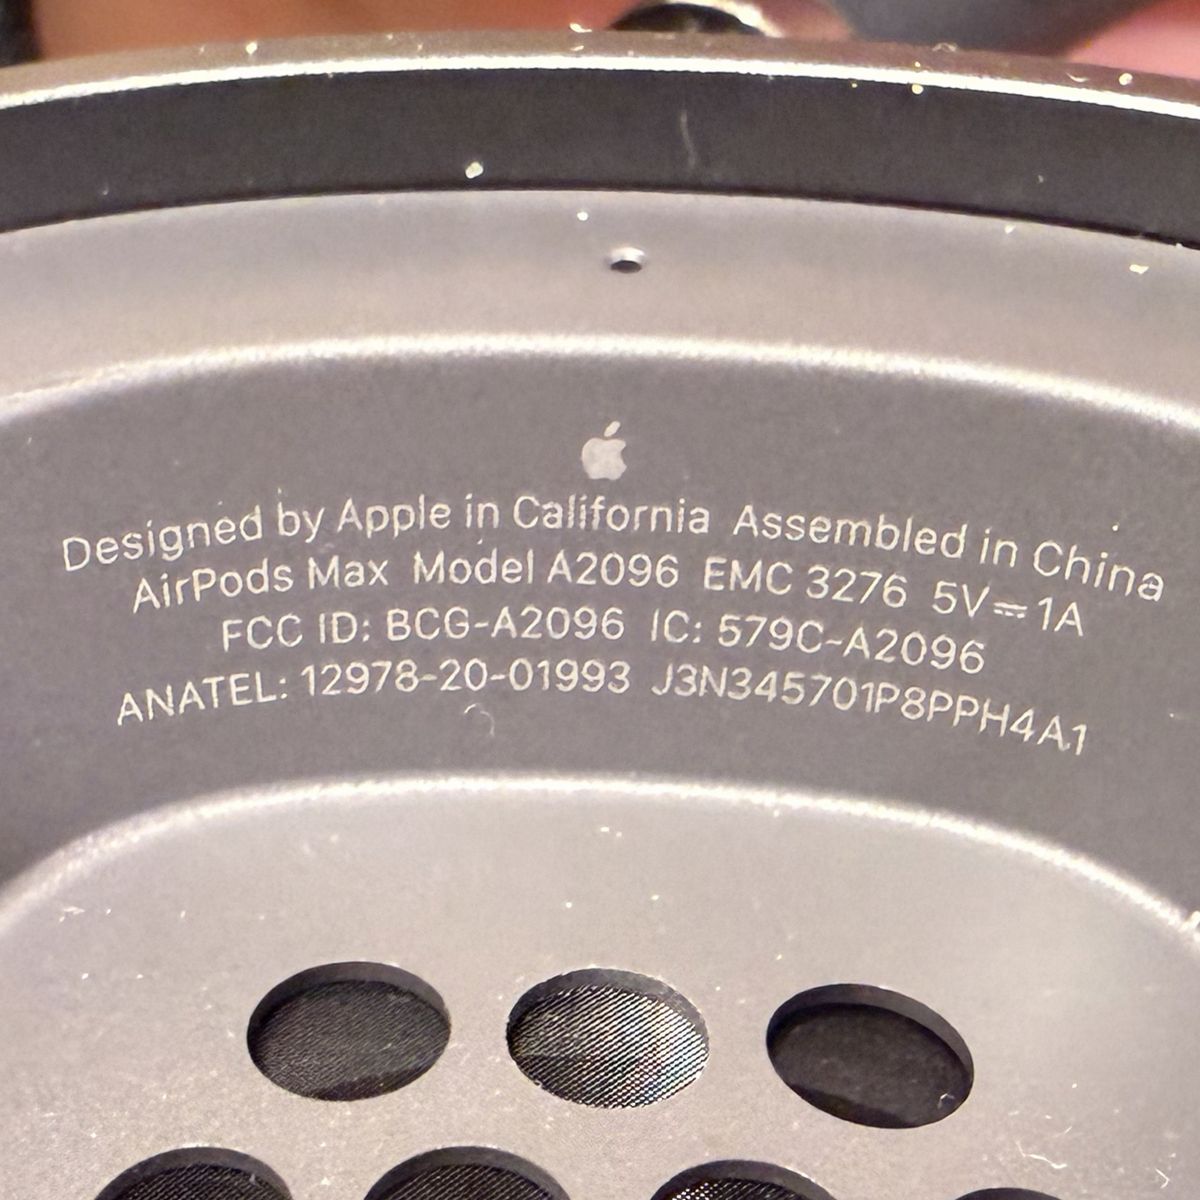 Designed by Apple in California Assembled in China
AirPods Max Model A2096 EMC 3276 5V⎓1A
FCC ID: BCG-A2096 IC: 579C-A2096
ANATEL: 12978-20-01993 J3N345701P8PPH4A1